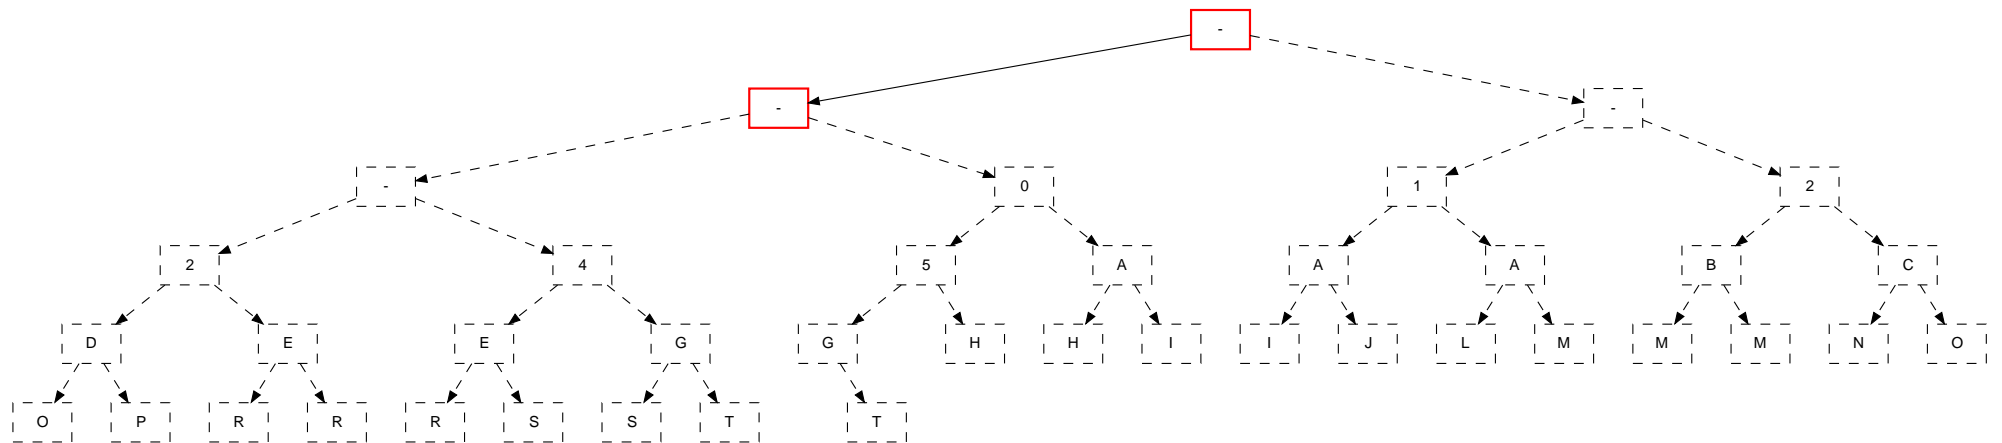 -
- -
- 0 1 2
2 4 5 A A A B C
D E E G G H H I I J L M M M N O
O P R R R S S T T